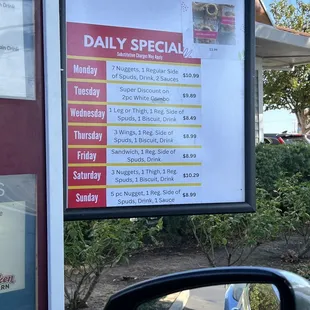 DAILY SPECIALS
Substitution Charges May Apply
Monday
7 Nuggets, 1 Regular Side
of Spuds, Drink, 2 Sauces
$10.99
Tuesday
Super Discount on
2pc White Combo
$9.89
Wednesday
1 Leg or Thigh, 1 Reg. Side of
Spuds, 1 Biscuit, Drink
$6.49
Thursday
3 Wings, 1 Reg. Side of
Spuds, 1 Biscuit, Drink
$8.99
Friday
Sandwich, 1 Reg. Side of
Spuds, Drink
$8.99
Saturday
3 Nuggets, 1 Thigh, 1 Reg.
Spuds, 1 Biscuit, Drink
$10.29
Sunday
5 pc Nugget, 1 Reg. Side of
Spuds, Drink, 1 Sauce
$8.99